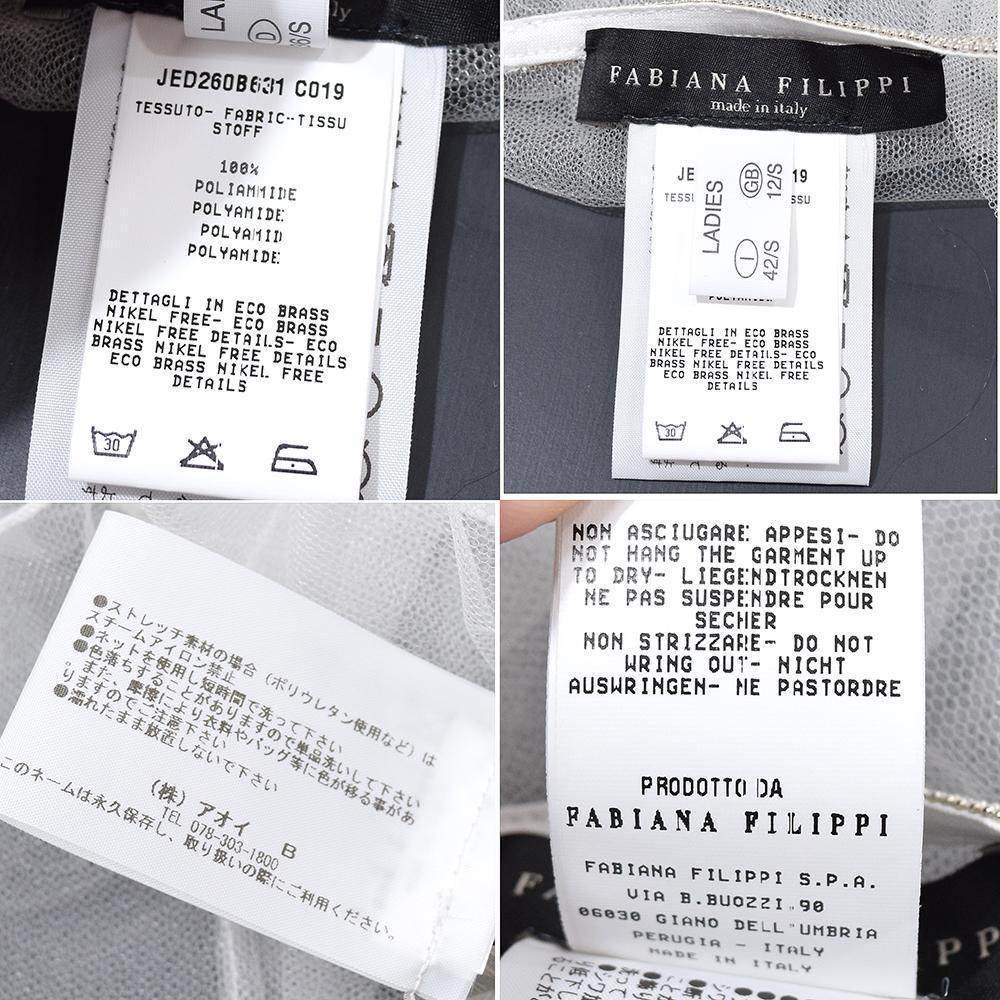 ly
LA
D
JED260B631 C019
TESSUTO- FABRIC--TISSU
STOFF
100%
POLIAMMIDE
POLYAMIDE
POLYAMID
POLYAMIDE
DETTAGLI IN ECO BRASS
NIKEL FREE- ECO BRASS
NIKEL FREE DETAILS- ECO
BRASS NIKEL FREE DETAILS
ECO BRASS NIKEL FREE
DETAILS
30
FABIANA FILIPPI
made in italy
JE
19
TESSU
SSU
LADIES
GB
12/S
I
42/S
DETTAGLI IN ECO BRASS
NIKEL FREE- ECO BRASS
NIKEL FREE DETAILS- ECO
BRASS NIKEL FREE DETAILS
ECO BRASS NIKEL FREE
DETAILS
30
●ストレッチ素材の場合（ポリウレタン使用など）は
スチームアイロン禁止
●ネットを使用し短時間で洗って下さい
●色落ちすることがありますので単品洗いして下さい
。また、摩擦により衣料やバッグ等に色が移る事があ
りますのでご注意下さい
●濡れたまま放置しないで下さい
（株）アオイ
TEL 078-303-1800 B
このネームは永久保存し、取り扱いの際にご利用ください。
NON ASCIUGARE APPESI- DO
NOT HANG THE GARMENT UP
TO DRY- LIEGENDTROCKNEN
NE PAS SUSPENDRE POUR
SECHER
NON STRIZZARE- DO NOT
WRING OUT- NICHT
AUSWRINGEN- NE PASTORDRE
PRODOTTO DA
FABIANA FILIPPI
FABIANA FILIPPI S.P.A.
VIA B.BUOZZI,90
06030 GIANO DELL'UMBRIA
PERUGIA - ITALY
MADE IN ITALY